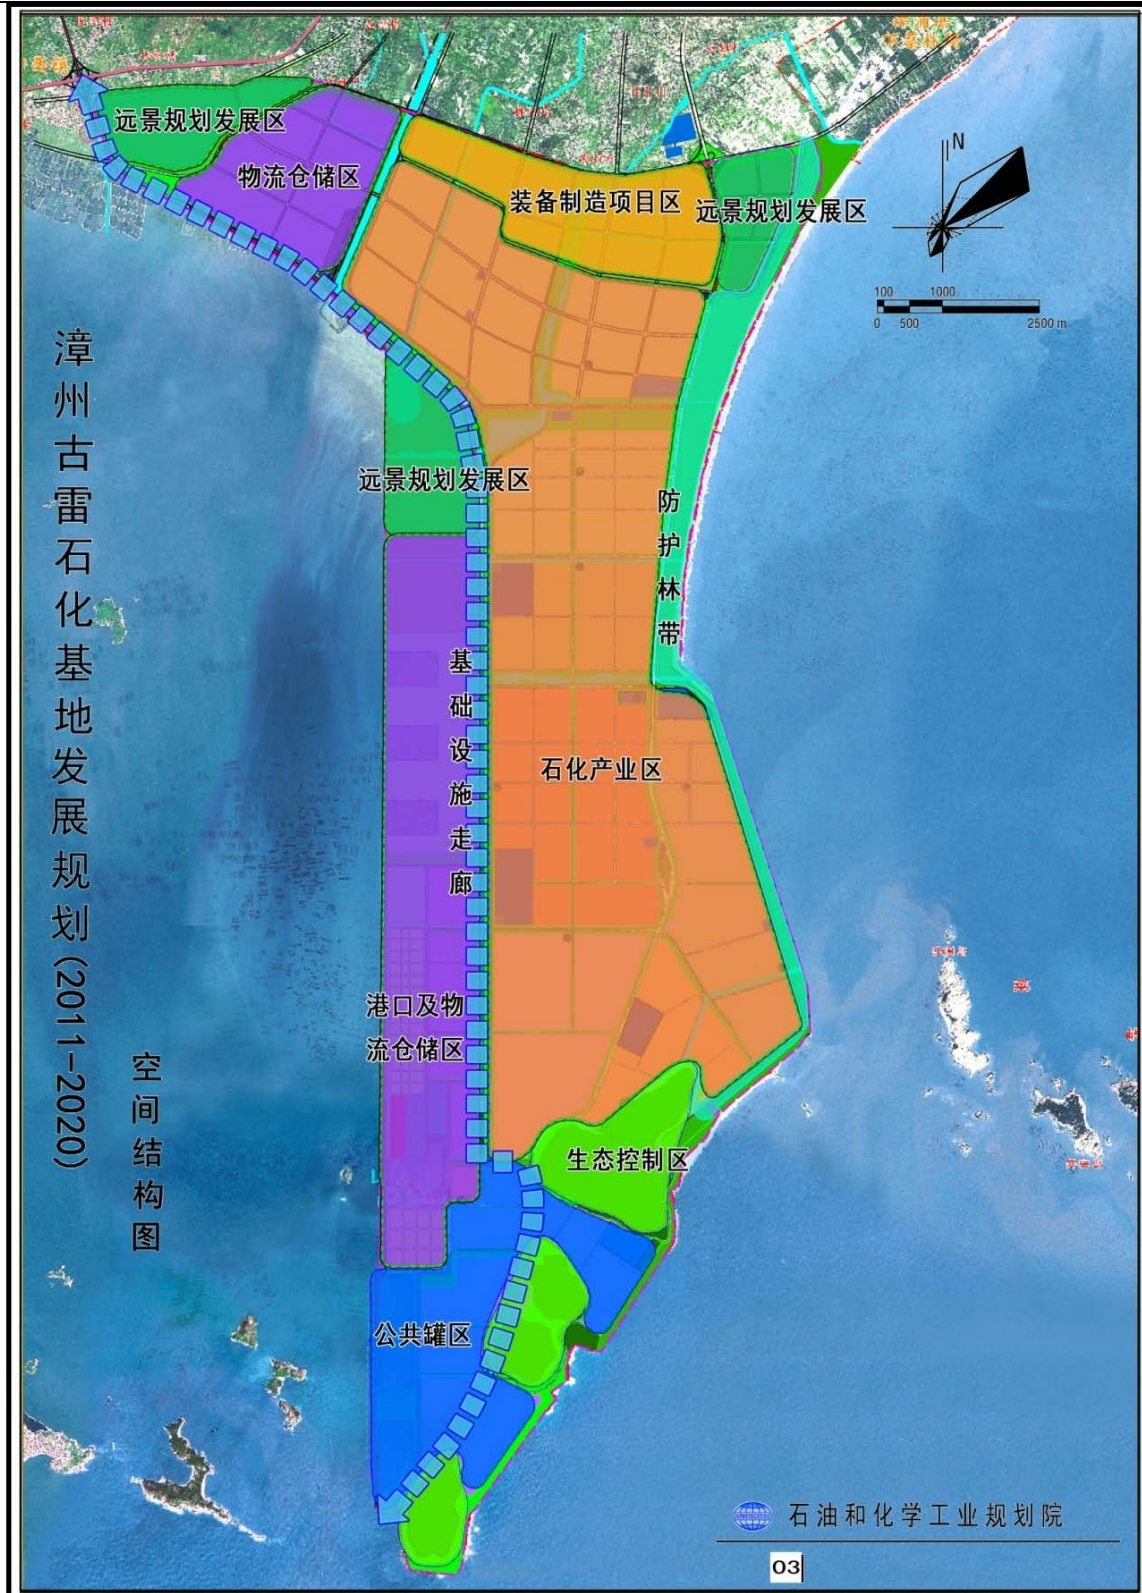 漳州古雷石化基地发展规划(2011-2020)
空间结构图
远景规划发展区
物流仓储区
装备制造项目区
远景规划发展区
N
100 1000
0 500 2500 m
远景规划发展区
防护林带
基础设施走廊
石化产业区
港口及物
流仓储区
生态控制区
公共罐区
石油和化学工业规划院
03